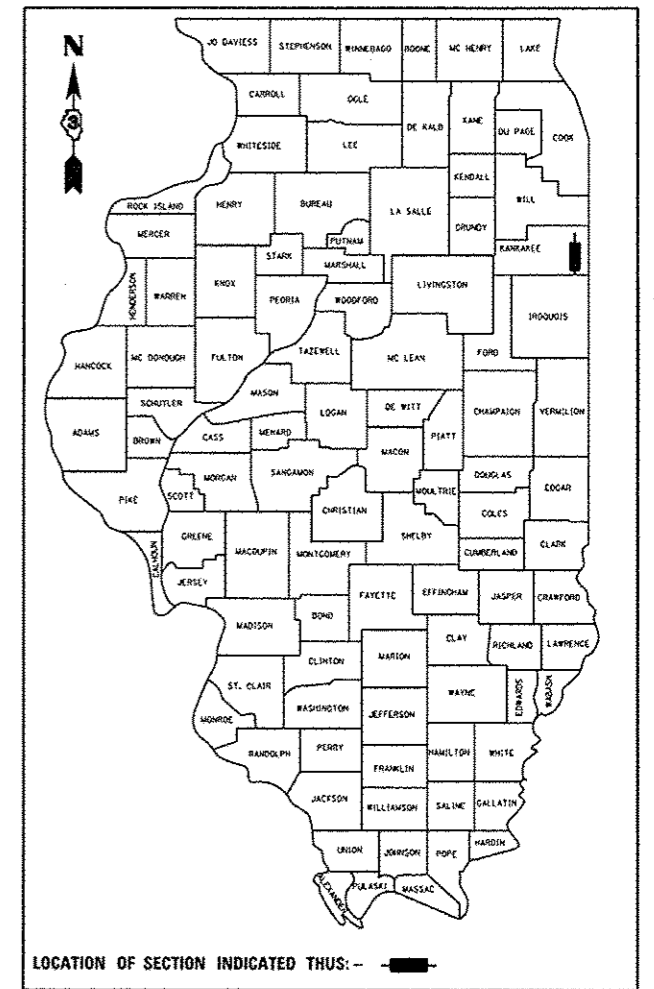 JO DAVIESS STEPHENSON WINNEBAGO BOONE MC HENRY LAKE
N
CARROLL OGLE DE KALB KANE DU PAGE COOK
3
WHITESIDE LEE
KENDALL WILL
ROCK ISLAND HENRY BUREAU LA SALLE GRUNDY
MERCER PUTNAM KANKAKEE
STARK MARSHALL
HENDERSON WARREN KNOX PEORIA WOODFORD LIVINGSTON IROQUOIS
HANCOCK MC DONOUGH FULTON TAZEWELL MC LEAN FORD
SCHUYLER MASON LOGAN DE WITT CHAMPAIGN VERMILION
ADAMS BROWN CASS MENARD MACON PIATT
PIKE SCOTT MORGAN SANGAMON MOULTRIE DOUGLAS EDGAR
CHRISTIAN COLES
CALHOUN GREENE MACOUPIN MONTGOMERY SHELBY CUMBERLAND CLARK
JERSEY FAYETTE EFFINGHAM JASPER CRAWFORD
MADISON BOND CLAY RICHLAND LAWRENCE
CLINTON MARION
ST. CLAIR WAYNE EDWARDS WABASH
MONROE WASHINGTON JEFFERSON
RANDOLPH PERRY HAMILTON WHITE
FRANKLIN
JACKSON WILLIAMSON SALINE GALLATIN
UNION JOHNSON POPE HARDIN
ALEXANDER PULASKI MASSAC
LOCATION OF SECTION INDICATED THUS: -